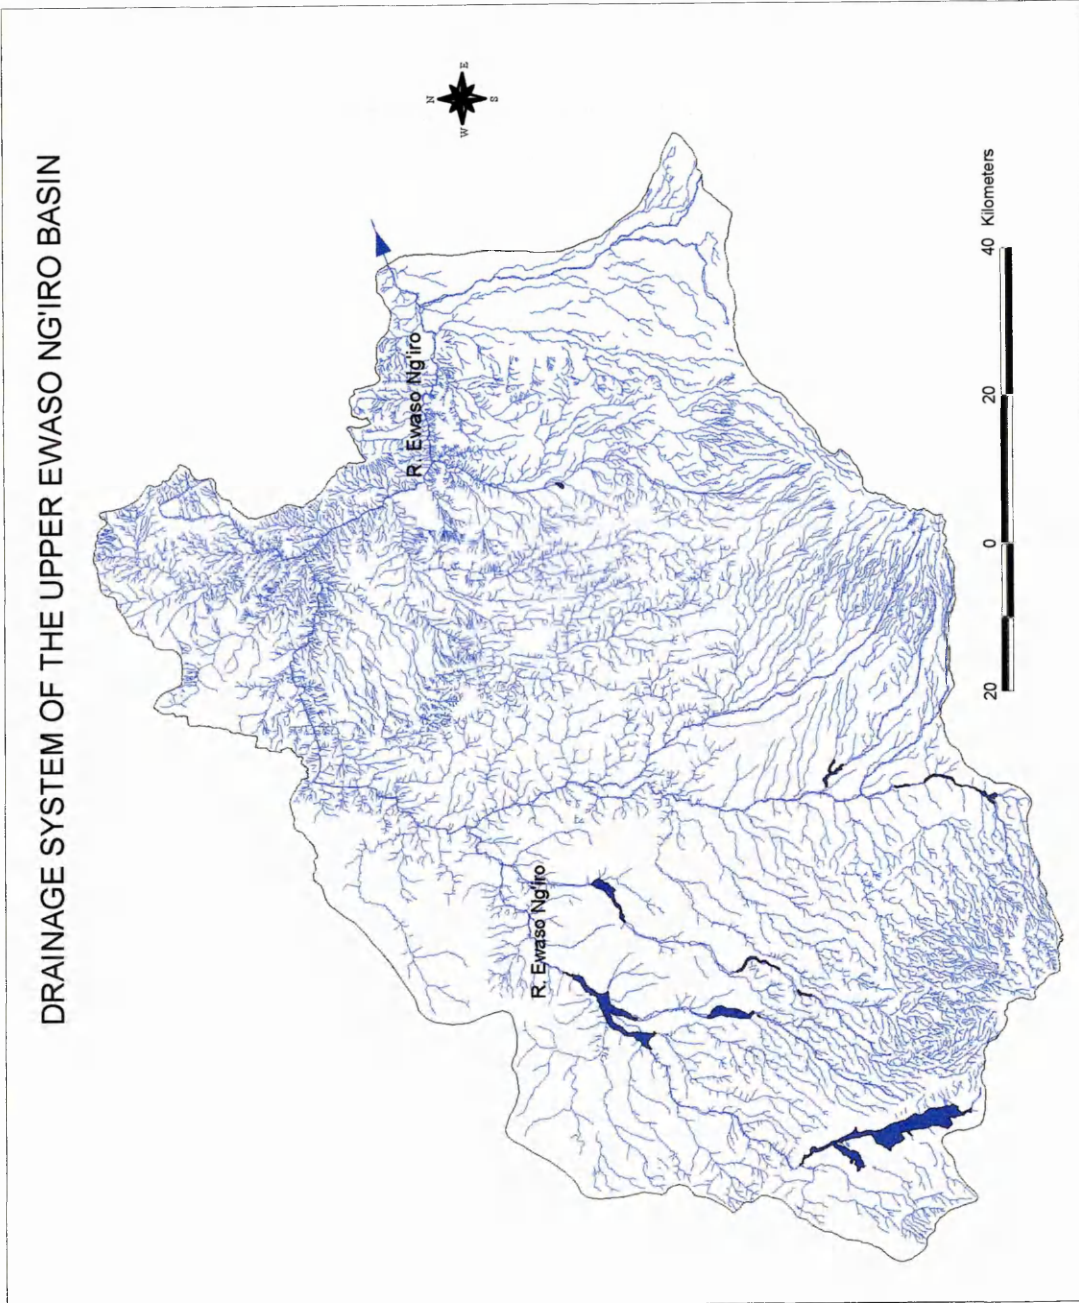 DRAINAGE SYSTEM OF THE UPPER EWASO NG'IRO BASIN
N
E
S
W
R. Ewaso Ng'iro
R. Ewaso Ng'iro
20 0 20 40 Kilometers